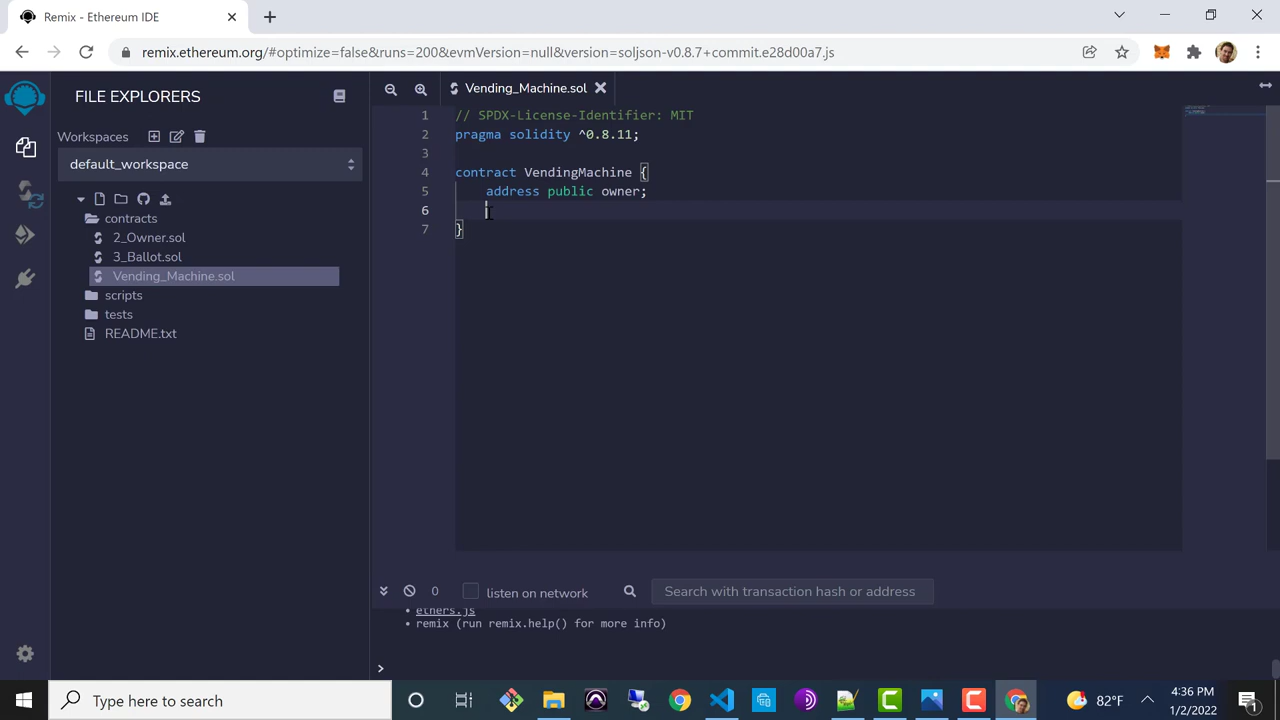 Remix - Ethereum IDE
remix.ethereum.org/#optimize=false&runs=200&evmVersion=null&version=soljson-v0.8.7+commit.e28d00a7.js
FILE EXPLORERS
Workspaces
default_workspace
contracts
2_Owner.sol
3_Ballot.sol
Vending_Machine.sol
scripts
tests
README.txt
Vending_Machine.sol
1 // SPDX-License-Identifier: MIT
2 pragma solidity ^0.8.11;
3
4 contract VendingMachine {
5 address public owner;
6
7 }
0 listen on network Search with transaction hash or address
• ethers.js
• remix (run remix.help() for more info)
>
Type here to search
82°F
4:36 PM
1/2/2022
1